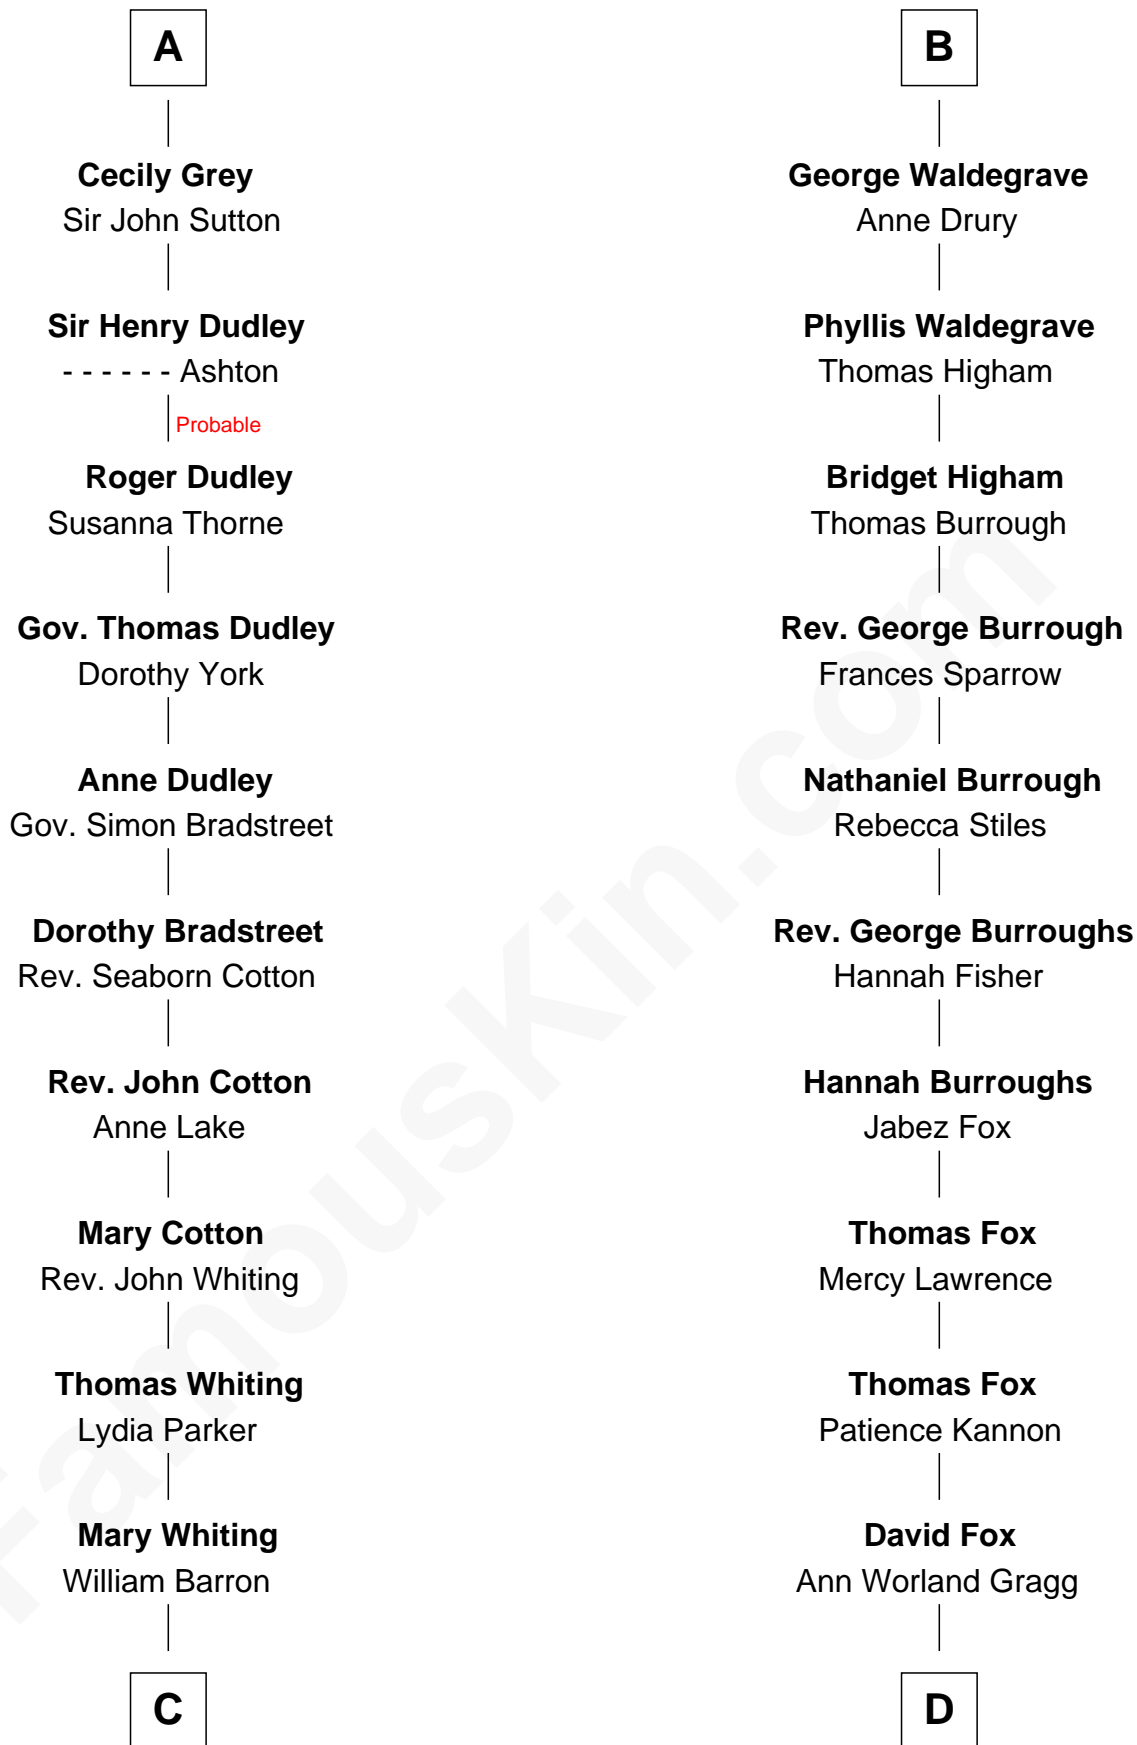 A
Cecily Grey
Sir John Sutton
Sir Henry Dudley
- - - - - - Ashton
Probable
Roger Dudley
Susanna Thorne
Gov. Thomas Dudley
Dorothy York
Anne Dudley
Gov. Simon Bradstreet
Dorothy Bradstreet
Rev. Seaborn Cotton
Rev. John Cotton
Anne Lake
Mary Cotton
Rev. John Whiting
Thomas Whiting
Lydia Parker
Mary Whiting
William Barron
C
B
George Waldegrave
Anne Drury
Phyllis Waldegrave
Thomas Higham
Bridget Higham
Thomas Burrough
Rev. George Burrough
Frances Sparrow
Nathaniel Burrough
Rebecca Stiles
Rev. George Burroughs
Hannah Fisher
Hannah Burroughs
Jabez Fox
Thomas Fox
Mercy Lawrence
Thomas Fox
Patience Kannon
David Fox
Ann Worland Gragg
D
FamousKin.com